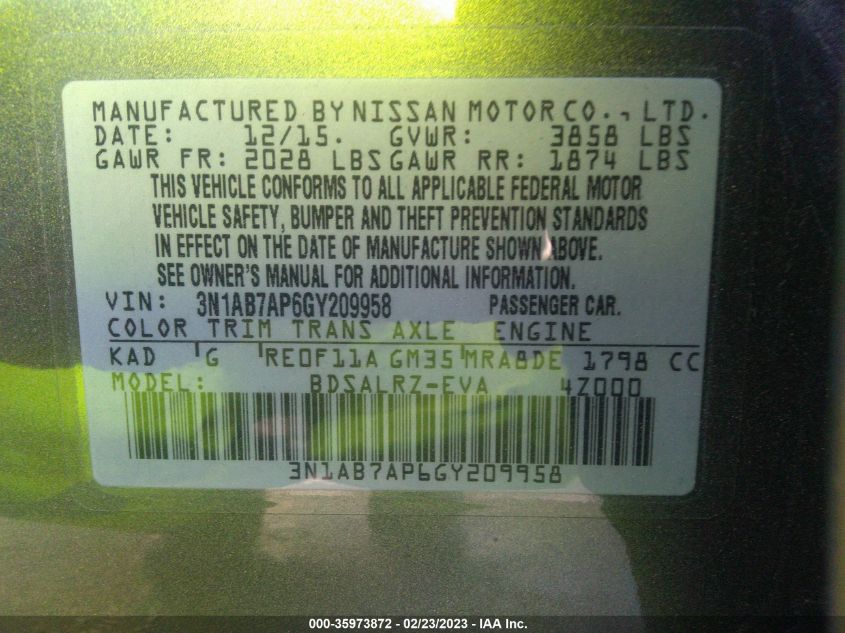 MANUFACTURED BY NISSAN MOTOR CO., LTD.
DATE: 12/15. GVWR: 3858 LBS
GAWR FR: 2028 LBS GAWR RR: 1874 LBS
THIS VEHICLE CONFORMS TO ALL APPLICABLE FEDERAL MOTOR
VEHICLE SAFETY, BUMPER AND THEFT PREVENTION STANDARDS
IN EFFECT ON THE DATE OF MANUFACTURE SHOWN ABOVE.
SEE OWNER'S MANUAL FOR ADDITIONAL INFORMATION.
VIN: 3N1AB7AP6GY209958 PASSENGER CAR.
COLOR TRIM TRANS AXLE ENGINE
KAD G RE0F11A GM35 MRA8DE 1798 CC
MODEL: BDSALRZ-EVA 4Z000
3N1AB7AP6GY209958
000-35973872 - 02/23/2023 - IAA Inc.